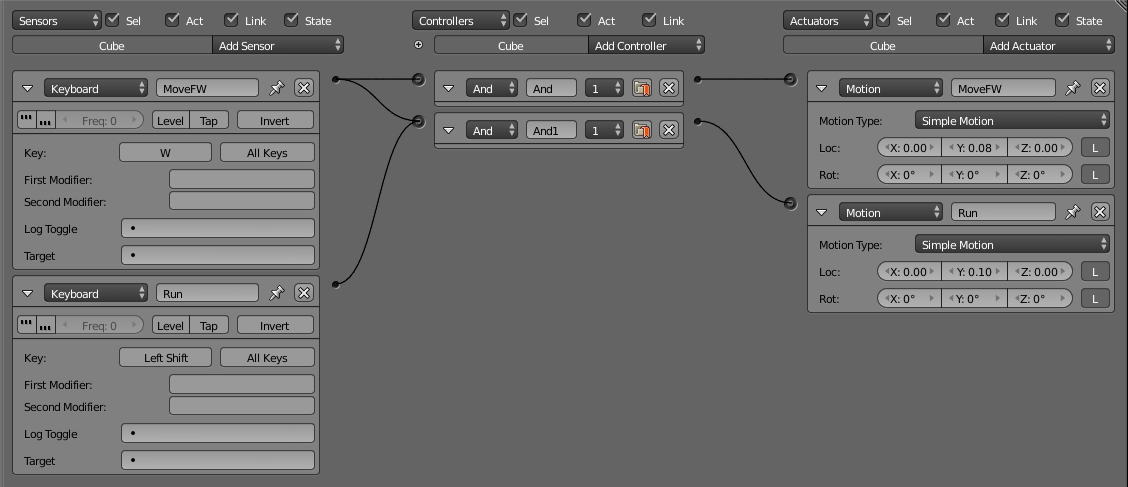 Sensors Sel Act Link State
Cube Add Sensor
Keyboard MoveFW
Freq: 0 Level Tap Invert
Key: W All Keys
First Modifier:
Second Modifier:
Log Toggle
Target
Keyboard Run
Freq: 0 Level Tap Invert
Key: Left Shift All Keys
First Modifier:
Second Modifier:
Log Toggle
Target
Controllers Sel Act Link
Cube Add Controller
And And 1
And And1 1
Actuators Sel Act Link State
Cube Add Actuator
Motion MoveFW
Motion Type: Simple Motion
Loc: X: 0.00 Y: 0.08 Z: 0.00 L
Rot: X: 0° Y: 0° Z: 0° L
Motion Run
Motion Type: Simple Motion
Loc: X: 0.00 Y: 0.10 Z: 0.00 L
Rot: X: 0° Y: 0° Z: 0° L